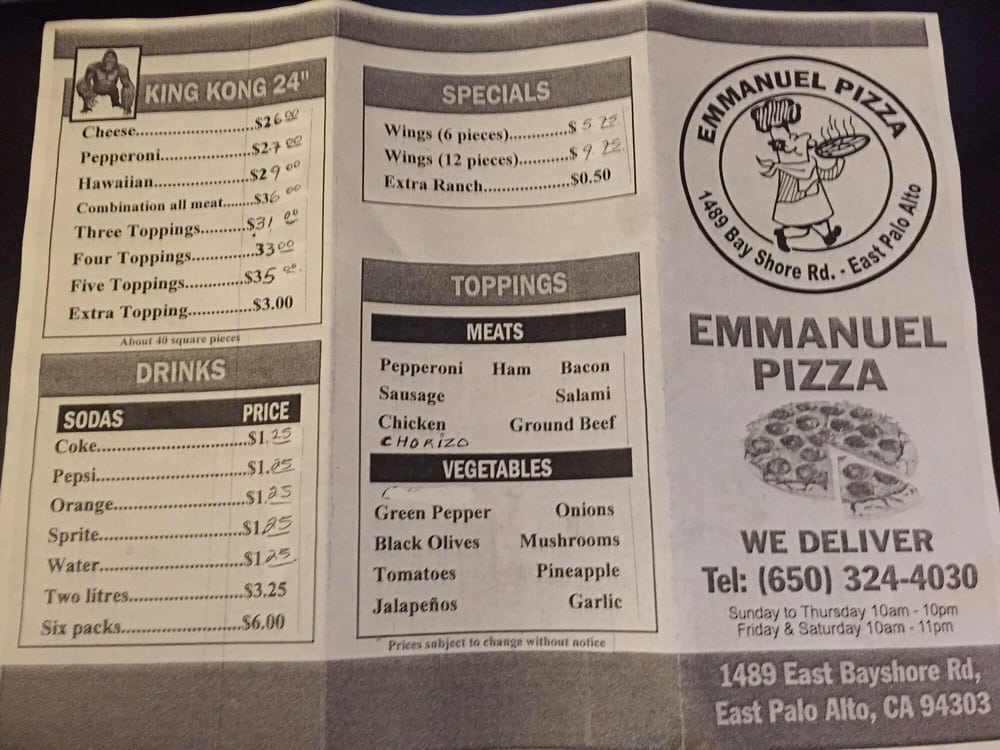 KING KONG 24"
Cheese..............................$26.00
Pepperoni.......................$27.00
Hawaiian.........................$29.00
Combination all meat........$36.00
Three Toppings..........$31.00
Four Toppings..............33.00
Five Toppings.............$35.00
Extra Topping..............$3.00
About 40 square pieces
DRINKS
SODAS PRICE
Coke..................................$1.25
Pepsi..................................$1.25
Orange.............................$1.25
Sprite................................$1.25
Water................................$1.25
Two litres.........................$3.25
Six packs...........................$6.00
SPECIALS
Wings (6 pieces)............$5.25
Wings (12 pieces)..........$9.25
Extra Ranch...................$0.50
TOPPINGS
MEATS
Pepperoni Ham Bacon
Sausage Salami
Chicken Ground Beef
CHORIZO
VEGETABLES
Green Pepper Onions
Black Olives Mushrooms
Tomatoes Pineapple
Jalapeños Garlic
Prices subject to change without notice
EMMANUEL PIZZA
1489 Bay Shore Rd. - East Palo Alto
EMMANUEL
PIZZA
WE DELIVER
Tel: (650) 324-4030
Sunday to Thursday 10am - 10pm
Friday & Saturday 10am - 11pm
1489 East Bayshore Rd,
East Palo Alto, CA 94303